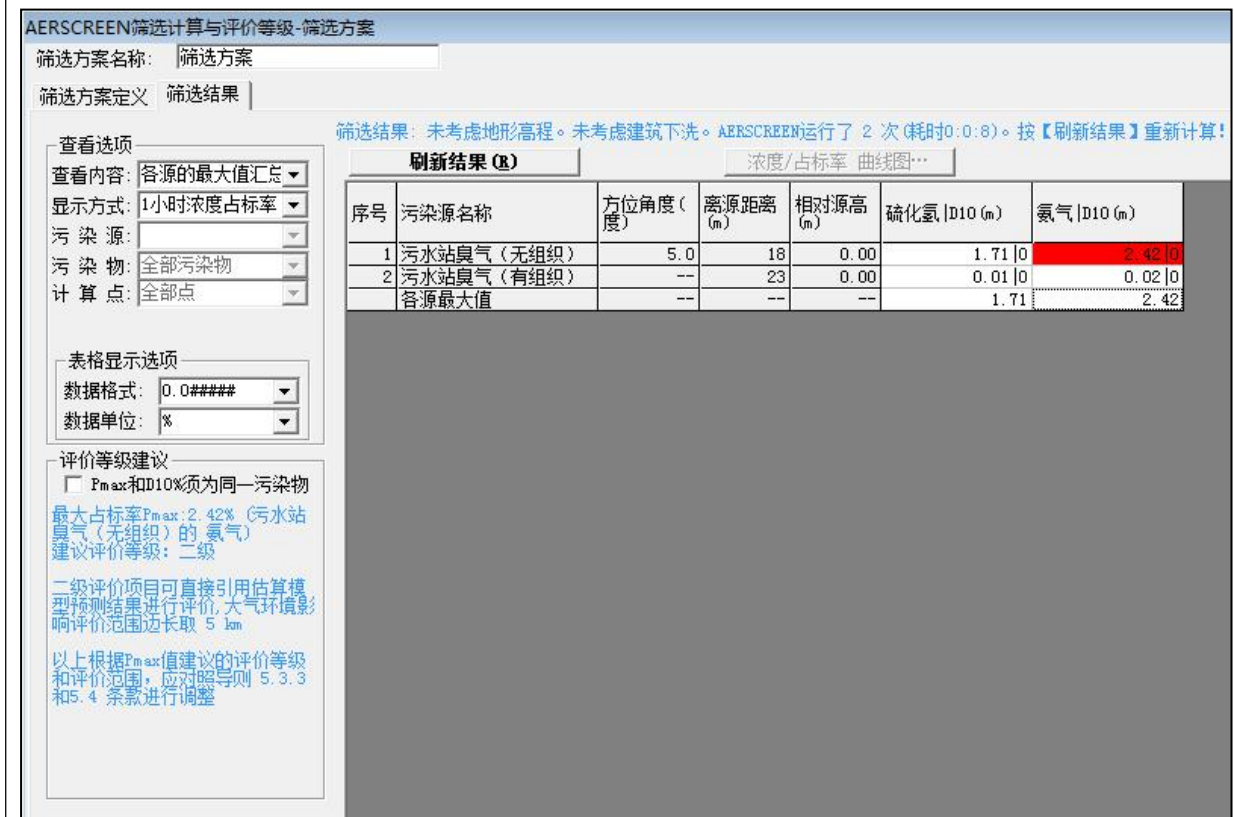 AERSCREEN筛选计算与评价等级-筛选方案
筛选方案名称: 筛选方案
筛选方案定义 筛选结果
筛选结果: 未考虑地形高程。未考虑建筑下洗。AERSCREEN运行了 2 次(耗时0:0:8)。按【刷新结果】重新计算!
查看选项
刷新结果(R) 浓度/占标率 曲线图…
查看内容: 各源的最大值汇总
显示方式: 1小时浓度占标率
污 染 源:
污 染 物: 全部污染物
计 算 点: 全部点
序号 污染源名称 方位角度(度) 离源距离(m) 相对源高(m) 硫化氢|D10(m) 氨气|D10(m)
1 污水站臭气（无组织） 5.0 18 0.00 1.71|0 2.42|0
2 污水站臭气（有组织） -- 23 0.00 0.01|0 0.02|0
各源最大值 -- -- -- 1.71 2.42
表格显示选项
数据格式: 0.0#####
数据单位: %
评价等级建议
Pmax和D10%须为同一污染物
最大占标率Pmax:2.42% (污水站
臭气（无组织）的 氨气)
建议评价等级: 二级
二级评价项目可直接引用估算模
型预测结果进行评价,大气环境影
响评价范围边长取 5 km
以上根据Pmax值建议的评价等级
和评价范围，应对照导则 5.3.3
和5.4 条款进行调整